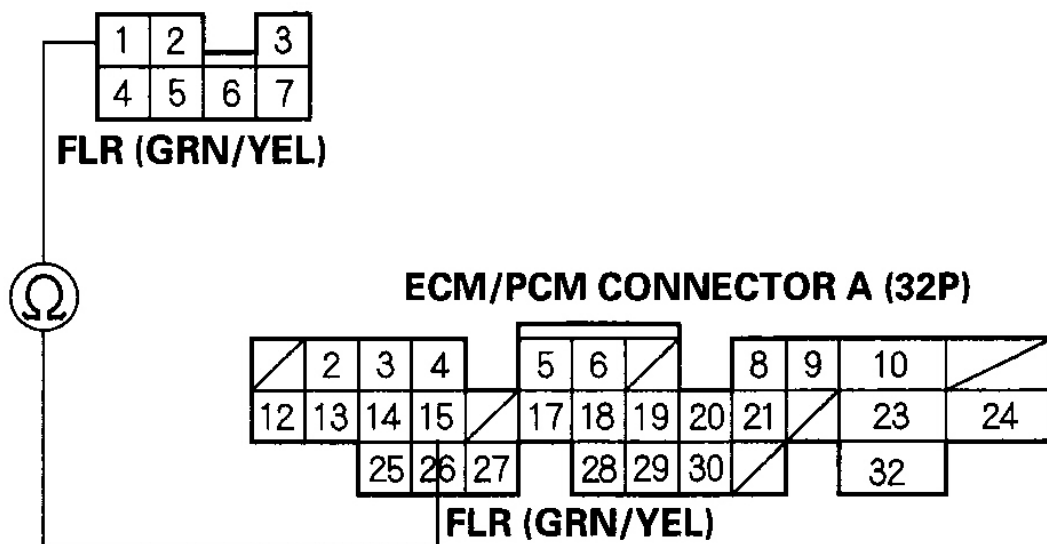 1 2 3
4 5 6 7
FLR (GRN/YEL)
Ω
ECM/PCM CONNECTOR A (32P)
2 3 4 5 6 8 9 10
12 13 14 15 17 18 19 20 21 23 24
25 26 27 28 29 30 32
FLR (GRN/YEL)